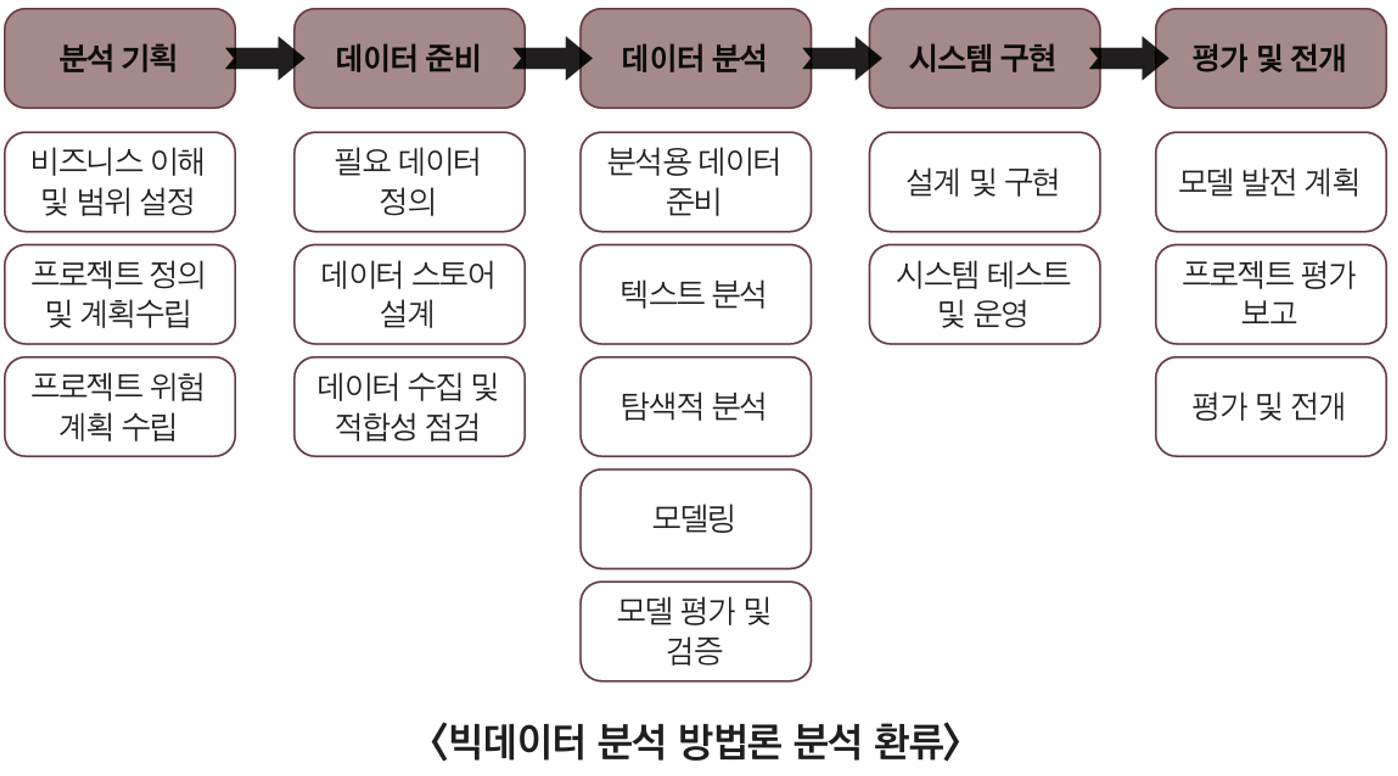 분석 기획
데이터 준비
데이터 분석
시스템 구현
평가 및 전개
비즈니스 이해
및 범위 설정
프로젝트 정의
및 계획수립
프로젝트 위험
계획 수립
필요 데이터
정의
데이터 스토어
설계
데이터 수집 및
적합성 점검
분석용 데이터
준비
텍스트 분석
탐색적 분석
모델링
모델 평가 및
검증
설계 및 구현
시스템 테스트
및 운영
모델 발전 계획
프로젝트 평가
보고
평가 및 전개
〈빅데이터 분석 방법론 분석 환류〉